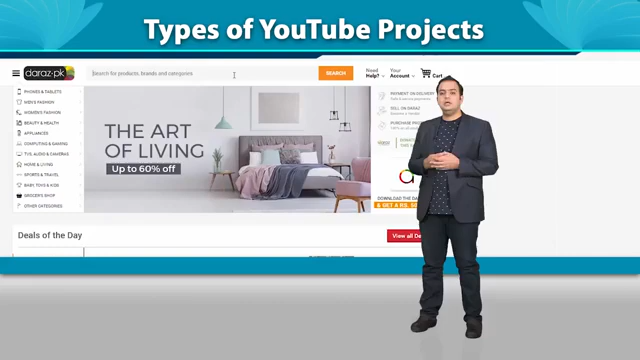 Types of YouTube Projects
daraz.pk
Search for products, brands and categories
SEARCH
Need Help?
Your Account
Cart
PHONES & TABLETS
MEN'S FASHION
WOMEN'S FASHION
BEAUTY & HEALTH
APPLIANCES
COMPUTING & GAMING
TVS, AUDIO & CAMERAS
HOME & LIVING
SPORTS & TRAVEL
BABY, TOYS & KIDS
GROCER'S SHOP
OTHER CATEGORIES
THE ART
OF LIVING
Up to 60% off
PAYMENT ON DELIVERY
SELL ON DARAZ
PURCHASE
DOWNLOAD THE
& GET A RS.
Deals of the Day
View all